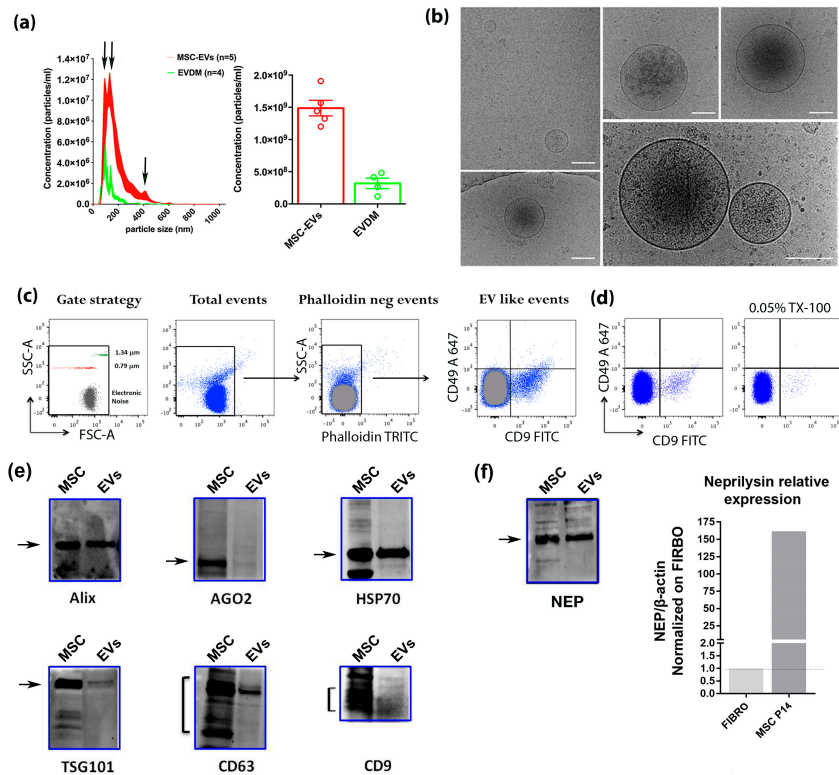 (a)
MSC-EVs (n=5)
EVDM (n=4)
Concentration (particles/ml)
1.4×10⁷
1.2×10⁷
1.0×10⁷
8.0×10⁶
6.0×10⁶
4.0×10⁶
2.0×10⁶
0
0 200 400 600 800 1000
particle size (nm)
Concentration (particles/ml)
2.0×10⁹
1.5×10⁹
1.0×10⁹
5.0×10⁸
0
MSC-EVs EVDM
(b)
(c)
Gate strategy Total events Phalloidin neg events EV like events
SSC-A
1.34 µm
0.79 µm
Electronic
Noise
FSC-A
SSC-A
Phalloidin TRITC
CD49 A 647
CD9 FITC
(d)
0.05% TX-100
CD49 A 647
CD9 FITC
(e)
MSC EVs
Alix
MSC EVs
AGO2
MSC EVs
HSP70
MSC EVs
TSG101
MSC EVs
CD63
MSC EVs
CD9
(f)
MSC EVs
NEP
Neprilysin relative
expression
NEP/β-actin
Normalized on FIRBO
175
150
125
100
75
50
25
2.0
1.5
1.0
0.5
0.0
FIBRO MSC P14